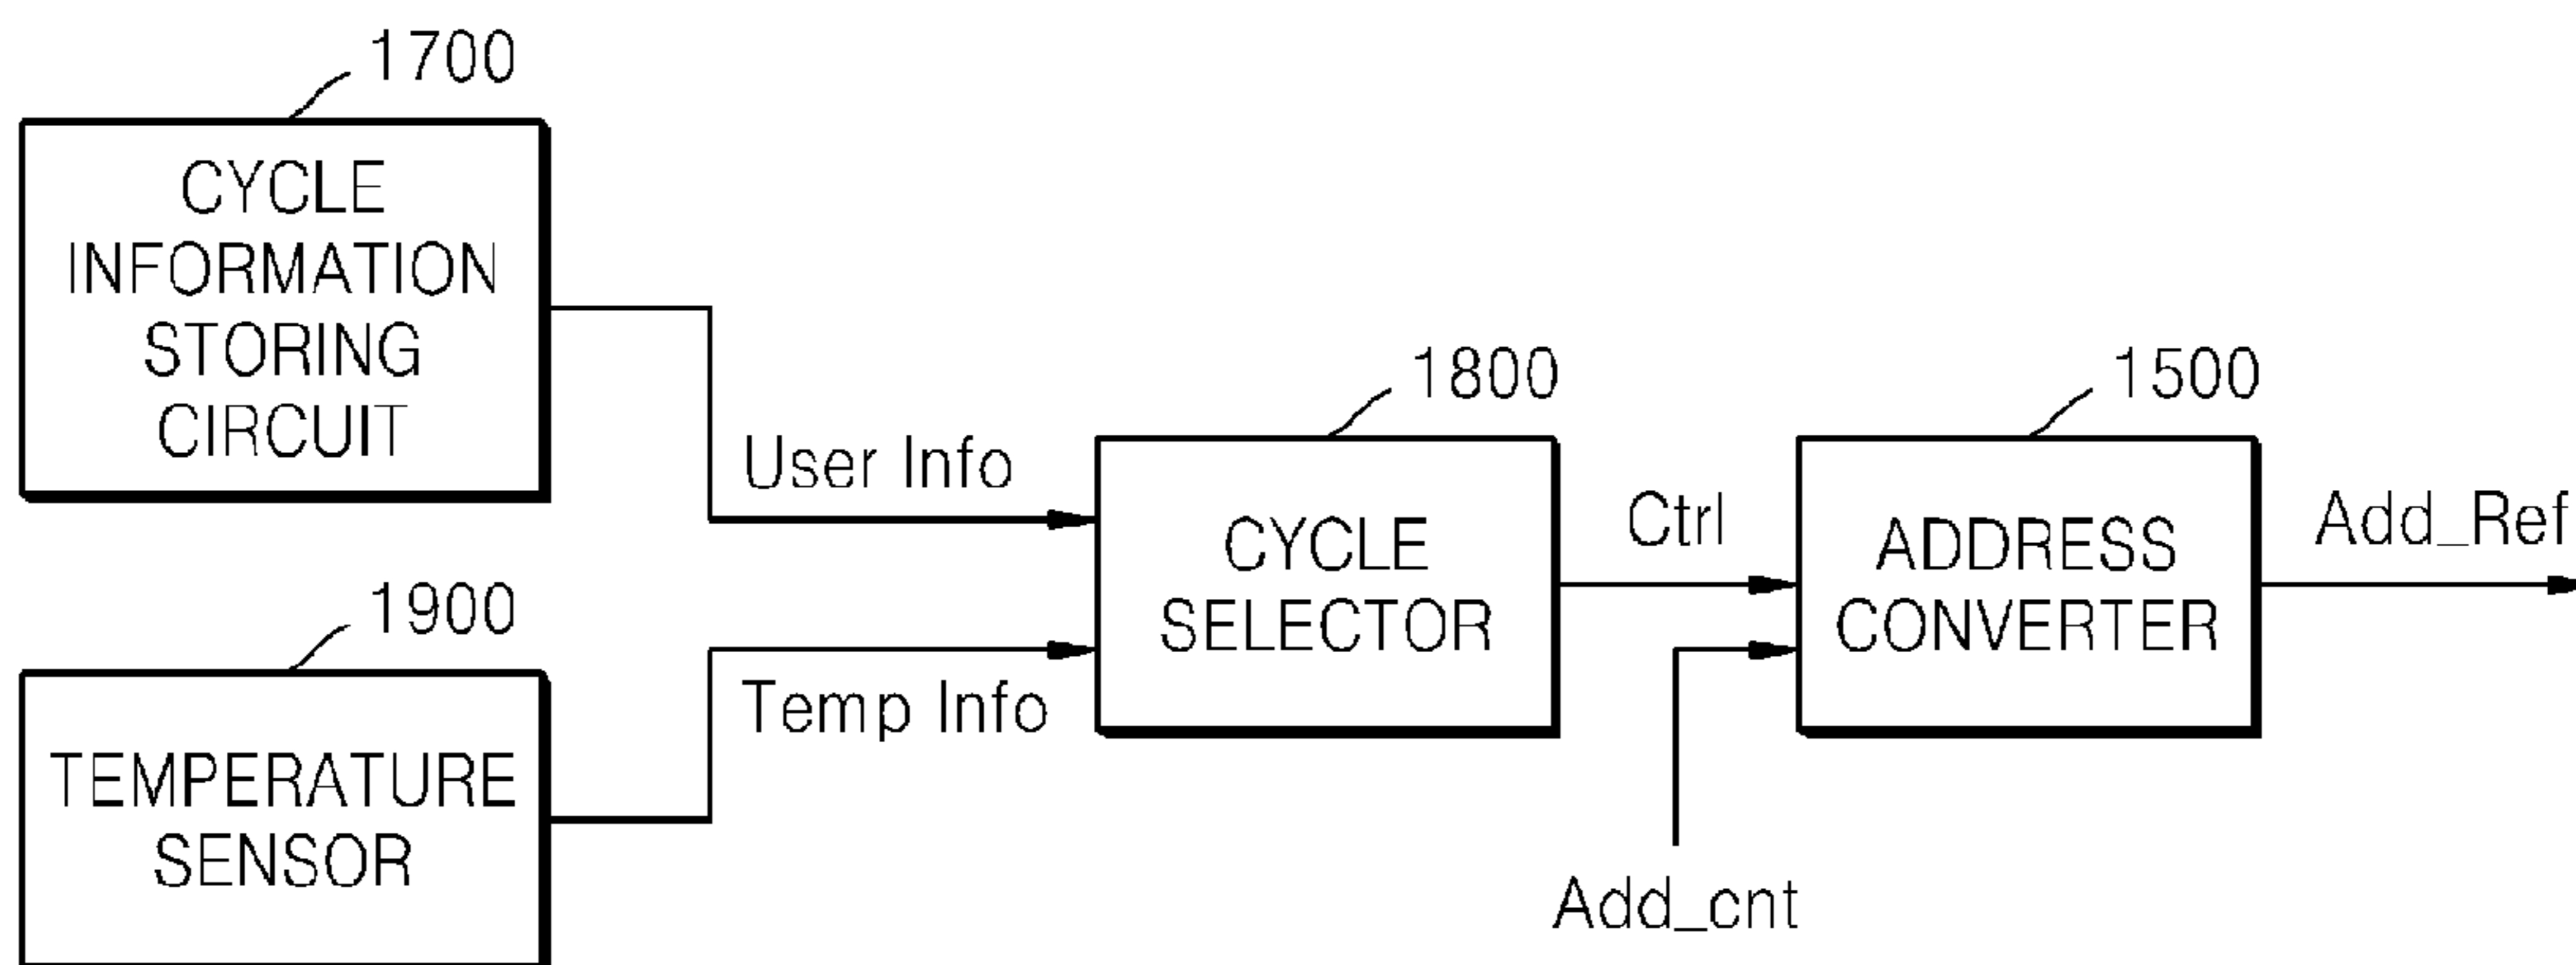 1700
CYCLE
INFORMATION
STORING
CIRCUIT
User Info
1900
TEMPERATURE
SENSOR
Temp Info
1800
CYCLE
SELECTOR
Ctrl
Add_cnt
1500
ADDRESS
CONVERTER
Add_Ref